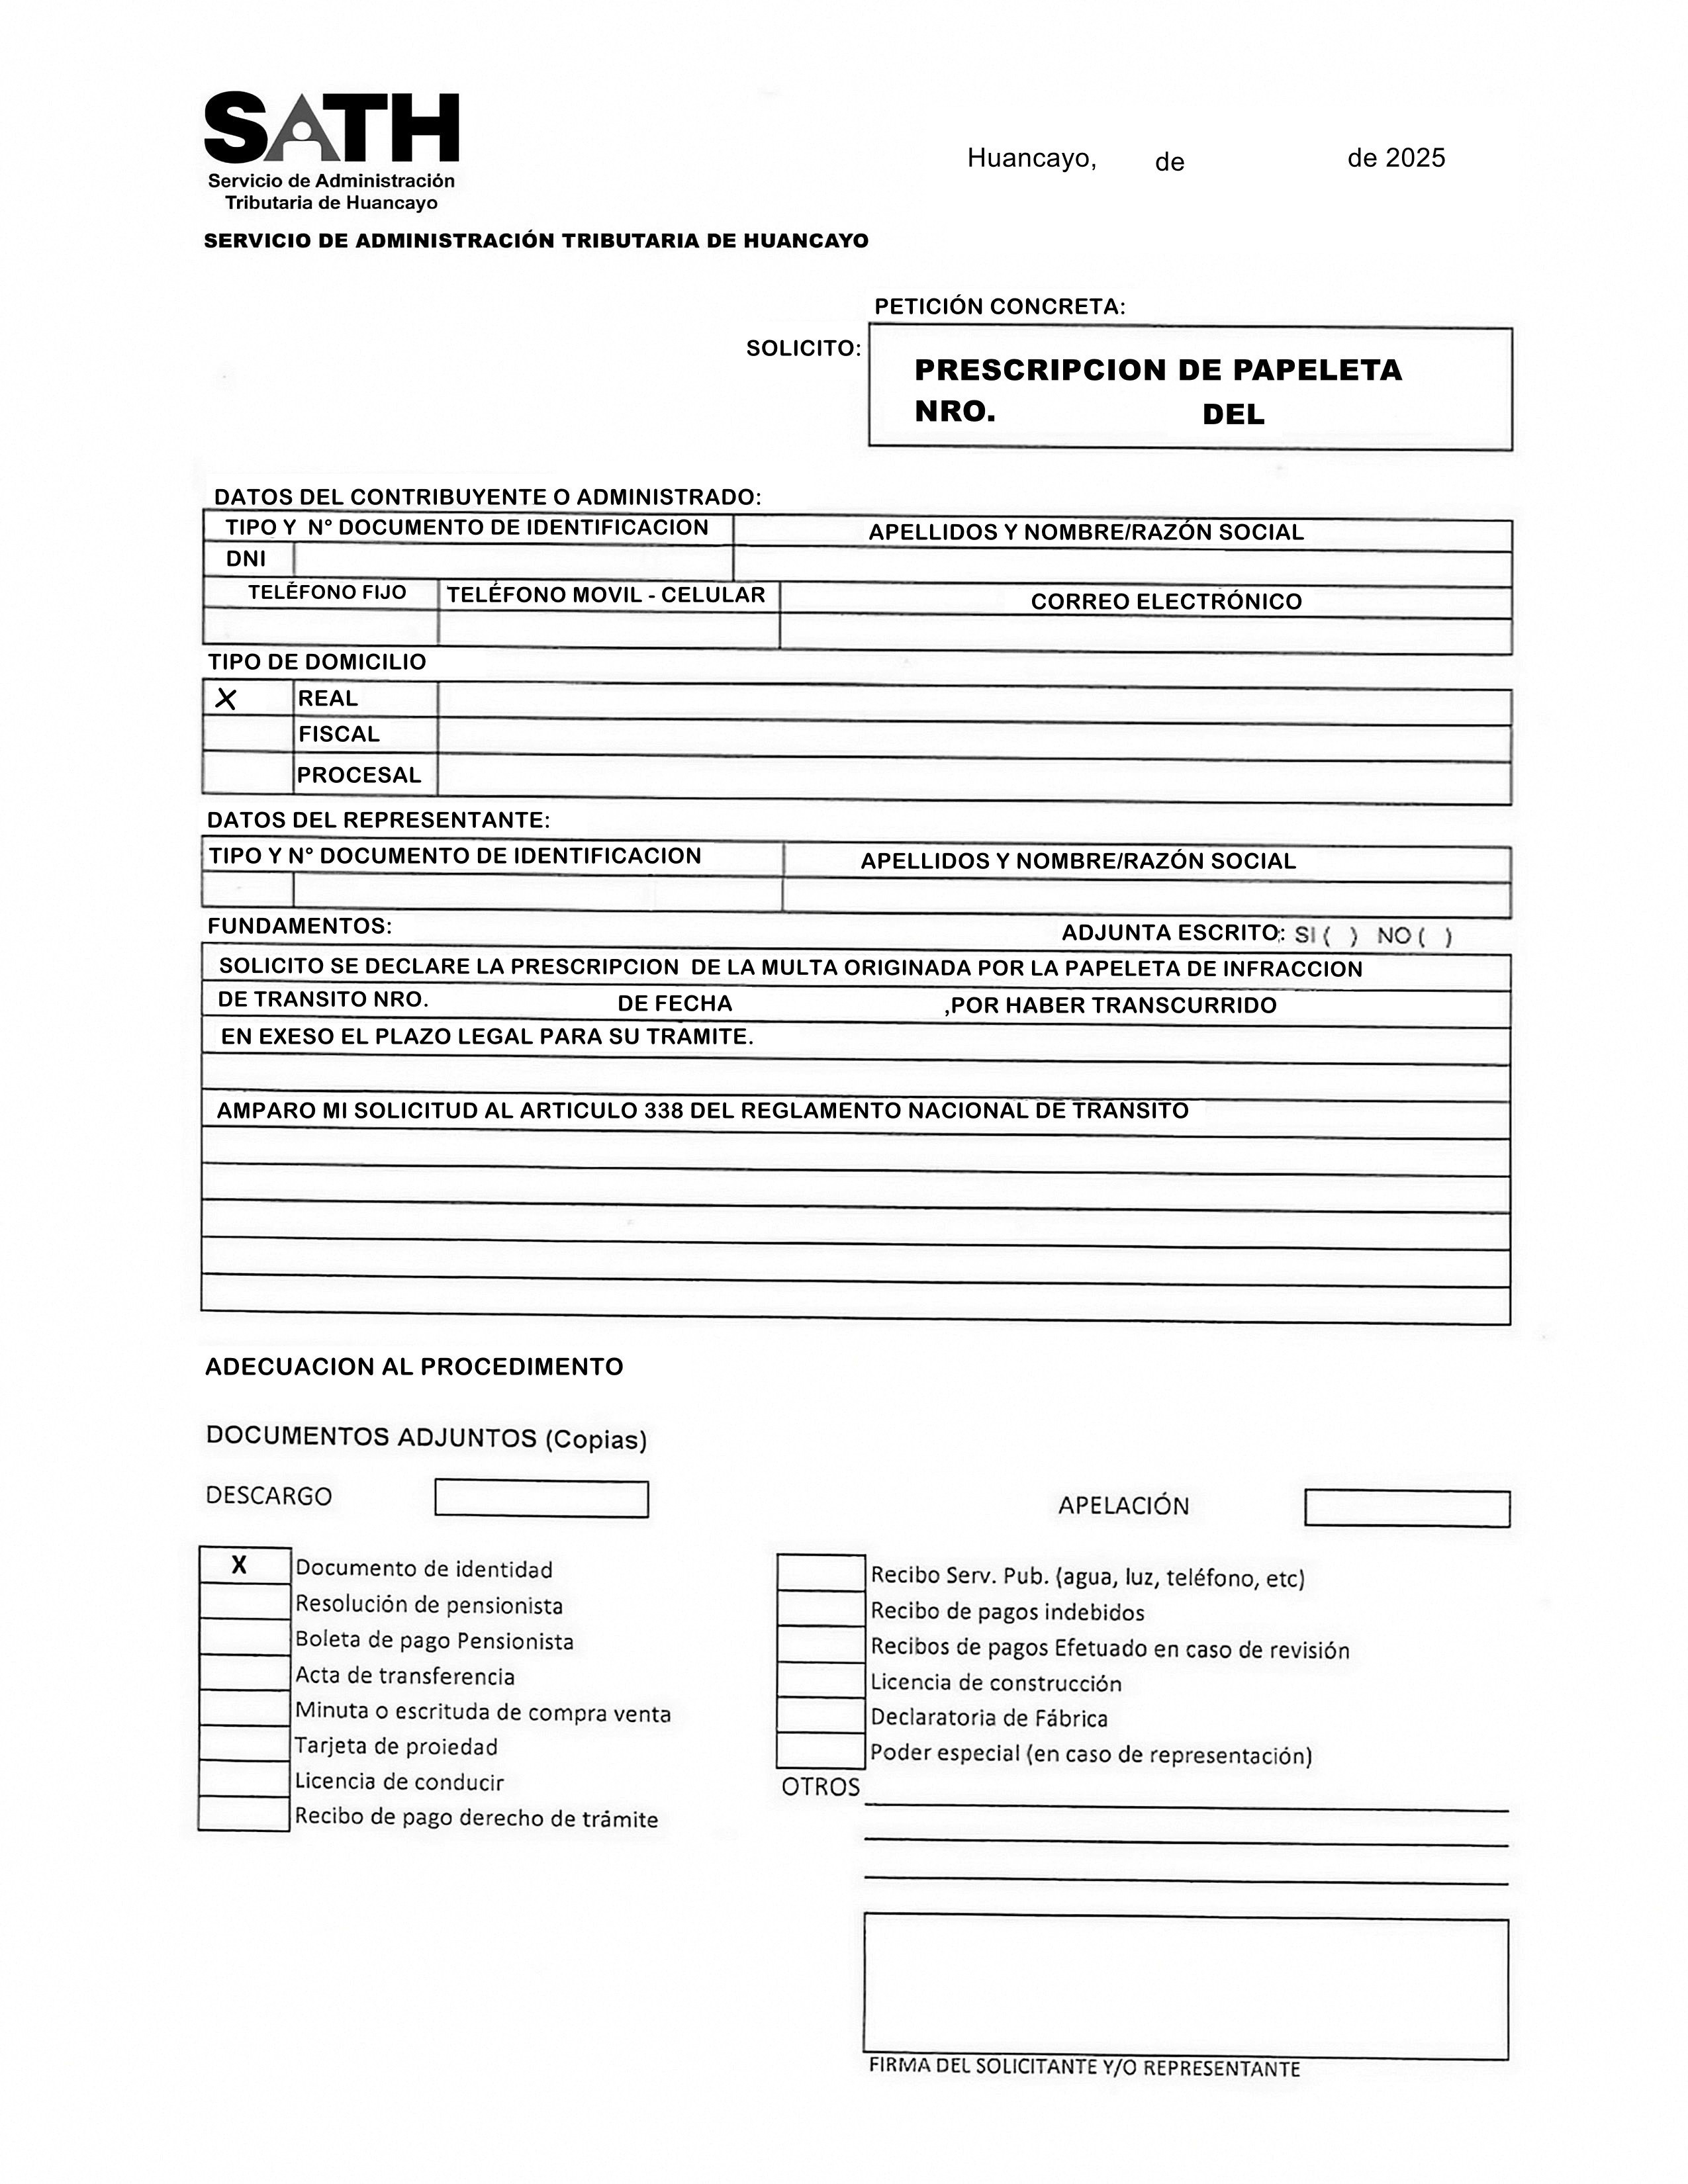 SATH
Servicio de Administración
Tributaria de Huancayo
Huancayo, de de 2025
SERVICIO DE ADMINISTRACIÓN TRIBUTARIA DE HUANCAYO
PETICIÓN CONCRETA:
SOLICITO:
PRESCRIPCION DE PAPELETA
NRO. DEL
DATOS DEL CONTRIBUYENTE O ADMINISTRADO:
TIPO Y N° DOCUMENTO DE IDENTIFICACION APELLIDOS Y NOMBRE/RAZÓN SOCIAL
DNI
TELÉFONO FIJO TELÉFONO MOVIL - CELULAR CORREO ELECTRÓNICO
TIPO DE DOMICILIO
X REAL
FISCAL
PROCESAL
DATOS DEL REPRESENTANTE:
TIPO Y N° DOCUMENTO DE IDENTIFICACION APELLIDOS Y NOMBRE/RAZÓN SOCIAL
FUNDAMENTOS: ADJUNTA ESCRITO: SI ( ) NO ( )
SOLICITO SE DECLARE LA PRESCRIPCION DE LA MULTA ORIGINADA POR LA PAPELETA DE INFRACCION
DE TRANSITO NRO. DE FECHA ,POR HABER TRANSCURRIDO
EN EXESO EL PLAZO LEGAL PARA SU TRAMITE.
AMPARO MI SOLICITUD AL ARTICULO 338 DEL REGLAMENTO NACIONAL DE TRANSITO
ADECUACION AL PROCEDIMENTO
DOCUMENTOS ADJUNTOS (Copias)
DESCARGO APELACIÓN
X Documento de identidad
Resolución de pensionista
Boleta de pago Pensionista
Acta de transferencia
Minuta o escrituda de compra venta
Tarjeta de proiedad
Licencia de conducir
Recibo de pago derecho de trámite
Recibo Serv. Pub. (agua, luz, teléfono, etc)
Recibo de pagos indebidos
Recibos de pagos Efetuado en caso de revisión
Licencia de construcción
Declaratoria de Fábrica
Poder especial (en caso de representación)
OTROS
FIRMA DEL SOLICITANTE Y/O REPRESENTANTE